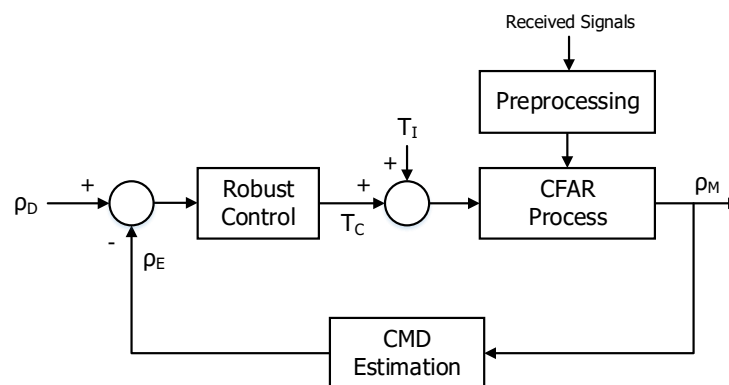 Received Signals
Preprocessing
T_I
+
ρ_D
+
-
Robust
Control
+
T_C
CFAR
Process
ρ_M
ρ_E
CMD
Estimation